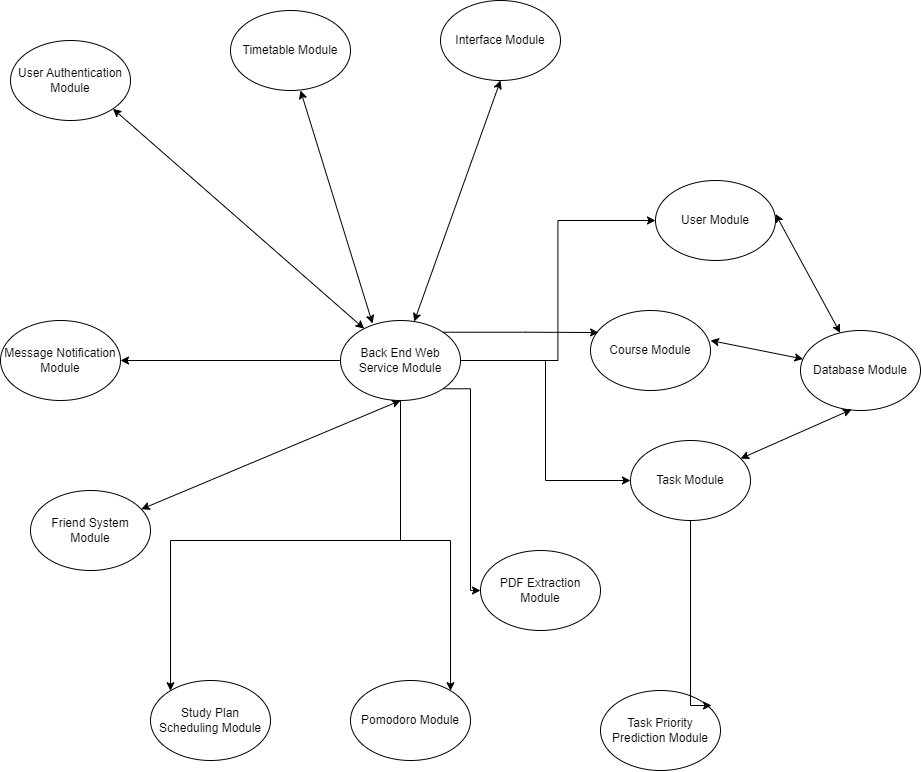 Interface Module
Timetable Module
User Authentication
Module
User Module
Back End Web
Service Module
Message Notification
Module
Course Module
Database Module
Task Module
Friend System
Module
PDF Extraction
Module
Study Plan
Scheduling Module
Pomodoro Module
Task Priority
Prediction Module